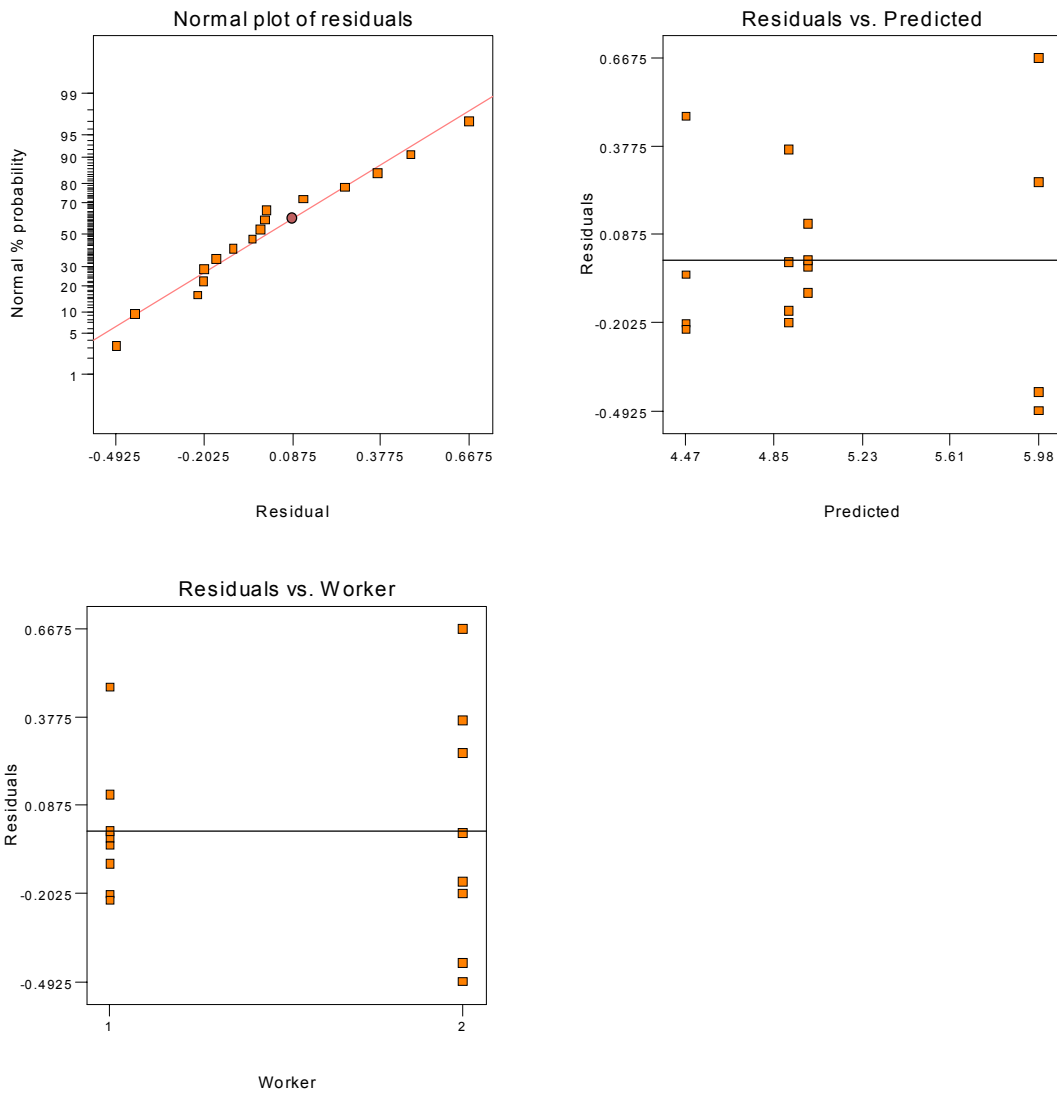 Normal plot of residuals
99
95
90
80
70
50
30
20
10
5
1
Normal % probability
-0.4925 -0.2025 0.0875 0.3775 0.6675
Residual
Residuals vs. Predicted
0.6675
0.3775
0.0875
-0.2025
-0.4925
Residuals
4.47 4.85 5.23 5.61 5.98
Predicted
Residuals vs. Worker
0.6675
0.3775
0.0875
-0.2025
-0.4925
Residuals
1 2
Worker